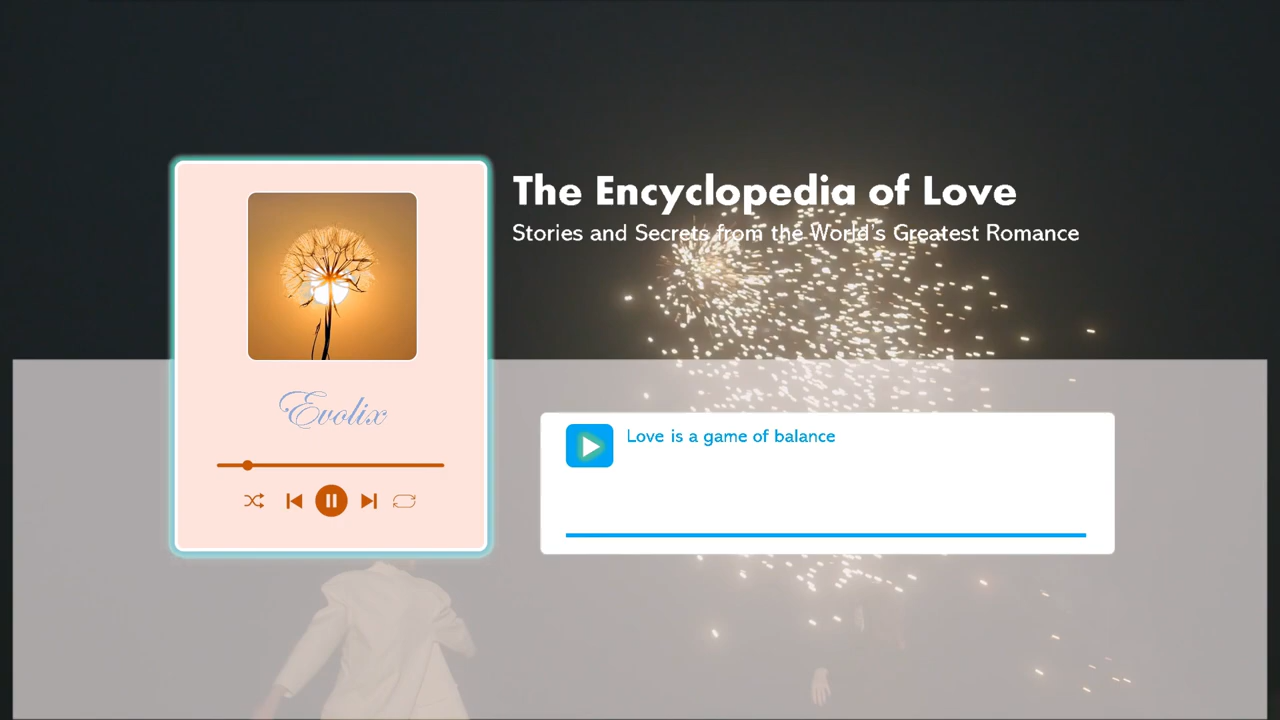 The Encyclopedia of Love
Stories and Secrets from the World's Greatest Romance
Evolix
Love is a game of balance